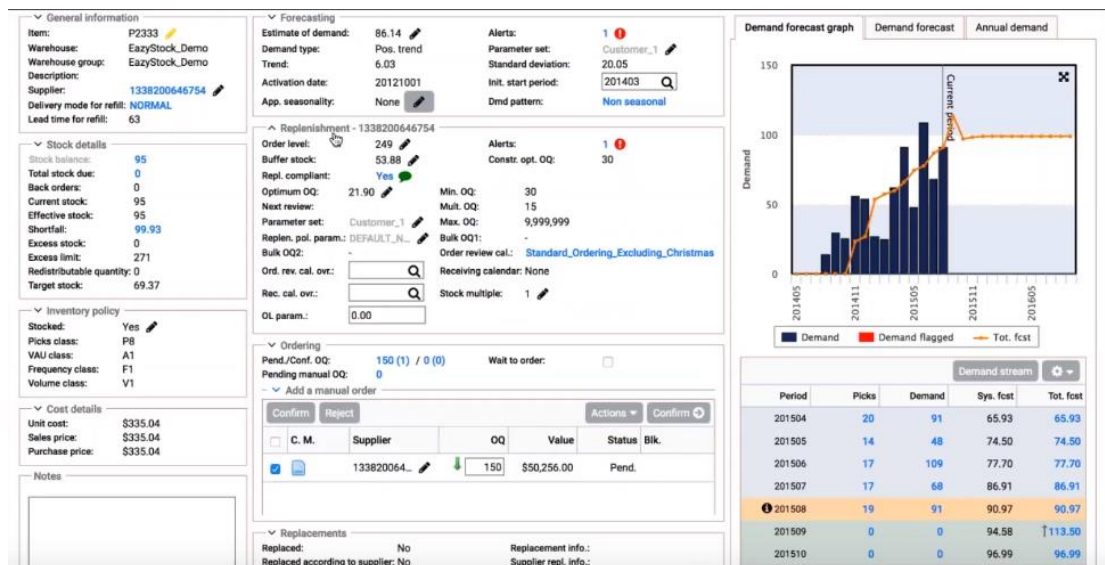 General information
Item: P2333
Warehouse: EazyStock_Demo
Warehouse group: EazyStock_Demo
Description:
Supplier: 1338200646754
Delivery mode for refill: NORMAL
Lead time for refill: 63
Stock details
Stock balance: 95
Total stock due: 0
Back orders: 0
Current stock: 95
Effective stock: 95
Shortfall: 99.93
Excess stock: 0
Excess limit: 271
Redistributable quantity: 0
Target stock: 69.37
Inventory policy
Stocked: Yes
Picks class: P8
VAU class: A1
Frequency class: F1
Volume class: V1
Cost details
Unit cost: $335.04
Sales price: $335.04
Purchase price: $335.04
Notes
Forecasting
Estimate of demand: 86.14 Alerts: 1
Demand type: Pos. trend Parameter set: Customer_1
Trend: 6.03 Standard deviation: 20.05
Activation date: 20121001 Init. start period: 201403
App. seasonality: None Dmd pattern: Non seasonal
Replenishment - 1338200646754
Order level: 249 Alerts: 1
Buffer stock: 53.88 Constr. opt. OQ: 30
Repl. compliant: Yes
Optimum OQ: 21.90 Min. OQ: 30
Next review: Mult. OQ: 15
Parameter set: Customer_1 Max. OQ: 9,999,999
Replen. pol. param.: DEFAULT_N... Bulk OQ1: -
Bulk OQ2: - Order review cal.: Standard_Ordering_Excluding_Christmas
Ord. rev. cal. ovr.: Receiving calendar: None
Rec. cal. ovr.: Stock multiple: 1
OL param.: 0.00
Ordering
Pend./Conf. OQ: 150 (1) / 0 (0) Wait to order:
Pending manual OQ: 0
Add a manual order
Confirm Reject Actions Confirm
C. M. Supplier OQ Value Status Blk.
133820064... 150 $50,256.00 Pend.
Replacements
Replaced: No Replacement info.:
Replaced according to supplier: No Supplier repl. info.:
Demand forecast graph Demand forecast Annual demand
150
100
50
0
Demand
Current period
201405 201411 201505 201511 201605
Demand Demand flagged Tot. fcst
Demand stream
Period Picks Demand Sys. fcst Tot. fcst
201504 20 91 65.93 65.93
201505 14 48 74.50 74.50
201506 17 109 77.70 77.70
201507 17 68 86.91 86.91
201508 19 91 90.97 90.97
201509 0 0 94.58 113.50
201510 0 0 96.99 96.99